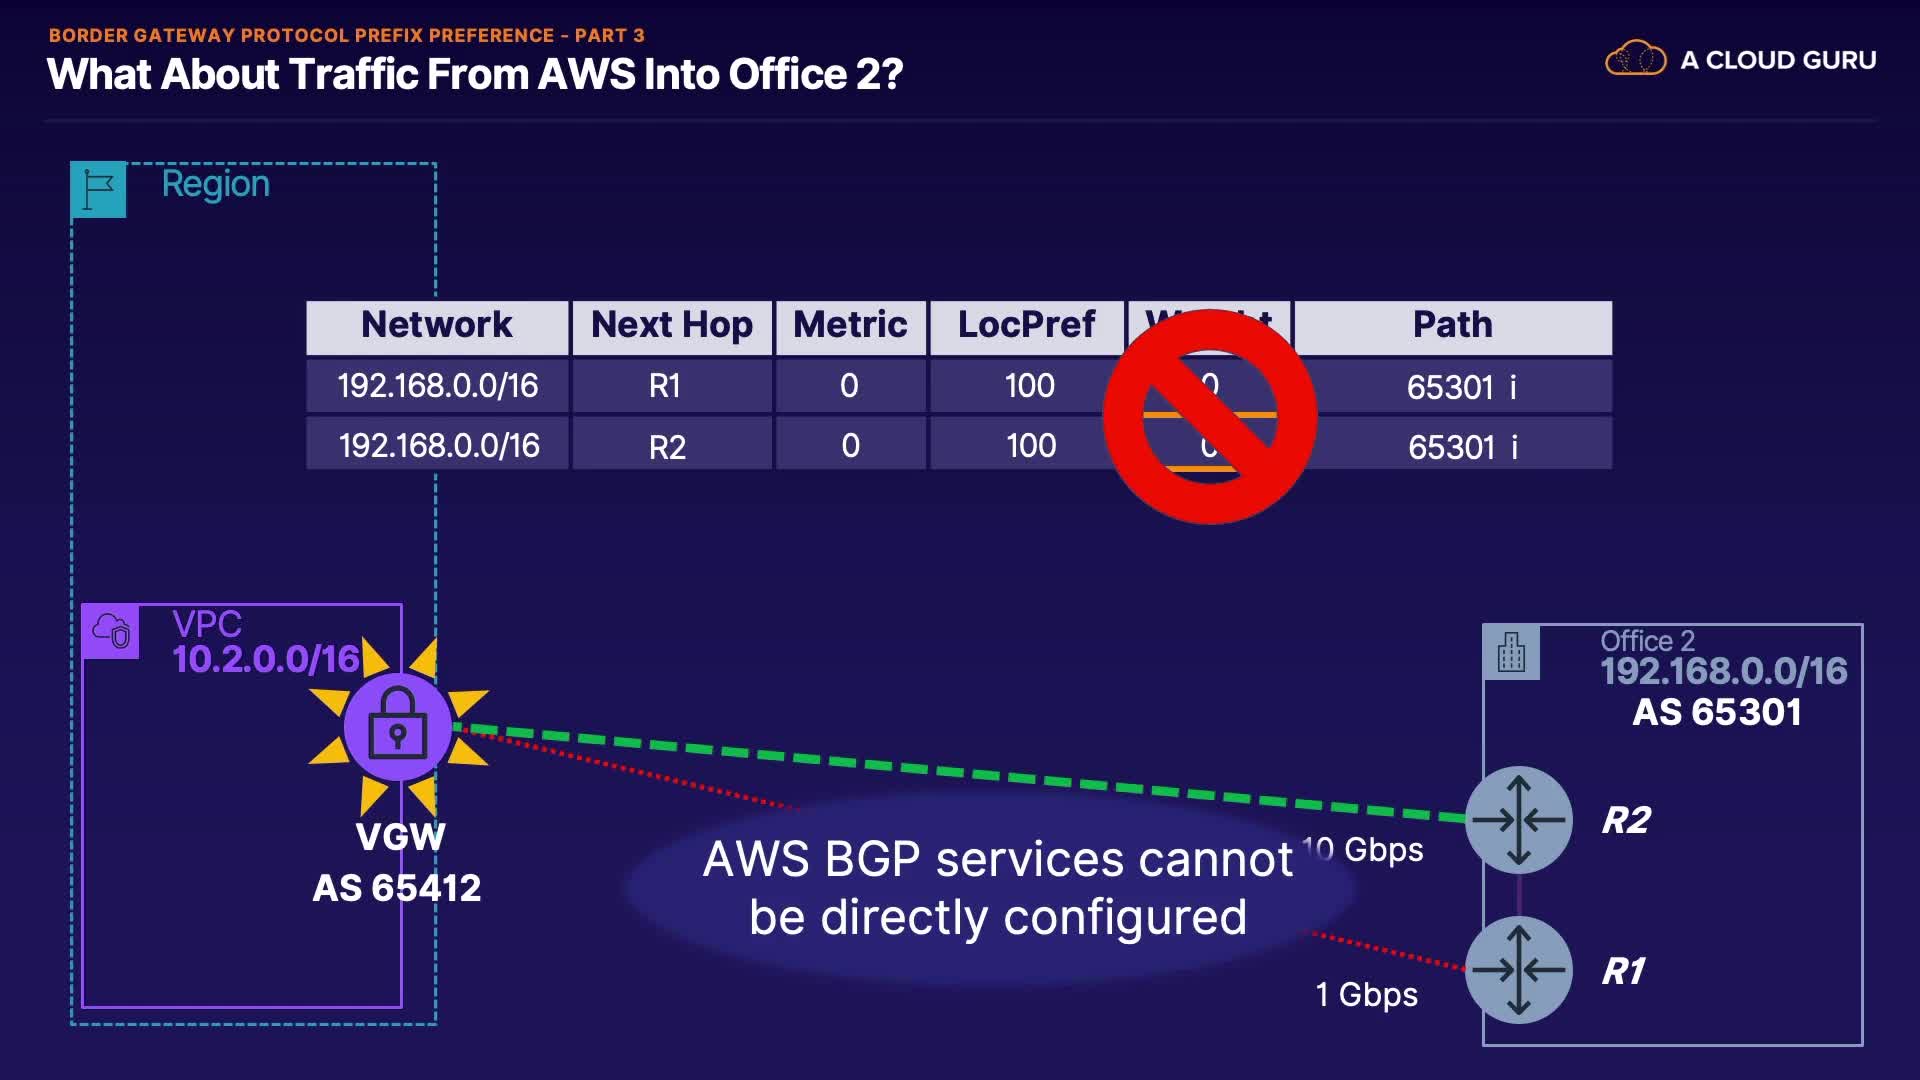 BORDER GATEWAY PROTOCOL PREFIX PREFERENCE - PART 3
What About Traffic From AWS Into Office 2?
A CLOUD GURU
Region
Network Next Hop Metric LocPref Path
192.168.0.0/16 R1 0 100 0 65301 i
192.168.0.0/16 R2 0 100 0 65301 i
VPC
10.2.0.0/16
Office 2
192.168.0.0/16
AS 65301
VGW
AS 65412
R2
10 Gbps
AWS BGP services cannot
be directly configured
R1
1 Gbps